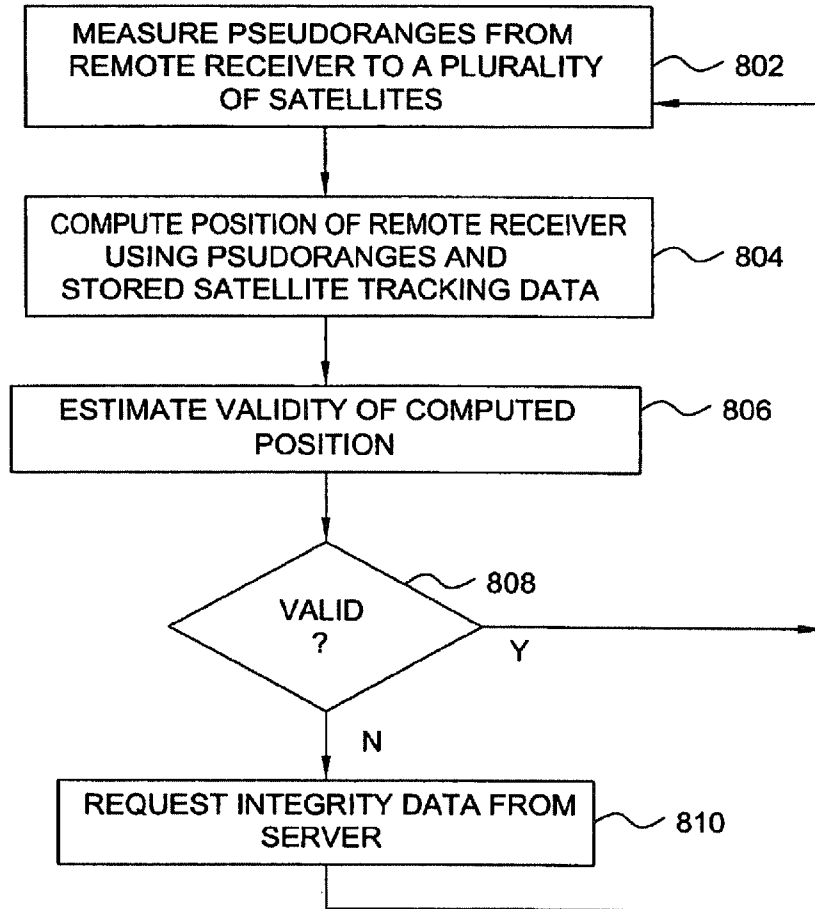 MEASURE PSEUDORANGES FROM
REMOTE RECEIVER TO A PLURALITY
OF SATELLITES
802
COMPUTE POSITION OF REMOTE RECEIVER
USING PSUDORANGES AND
STORED SATELLITE TRACKING DATA
804
ESTIMATE VALIDITY OF COMPUTED
POSITION
806
808
VALID
?
Y
N
REQUEST INTEGRITY DATA FROM
SERVER
810